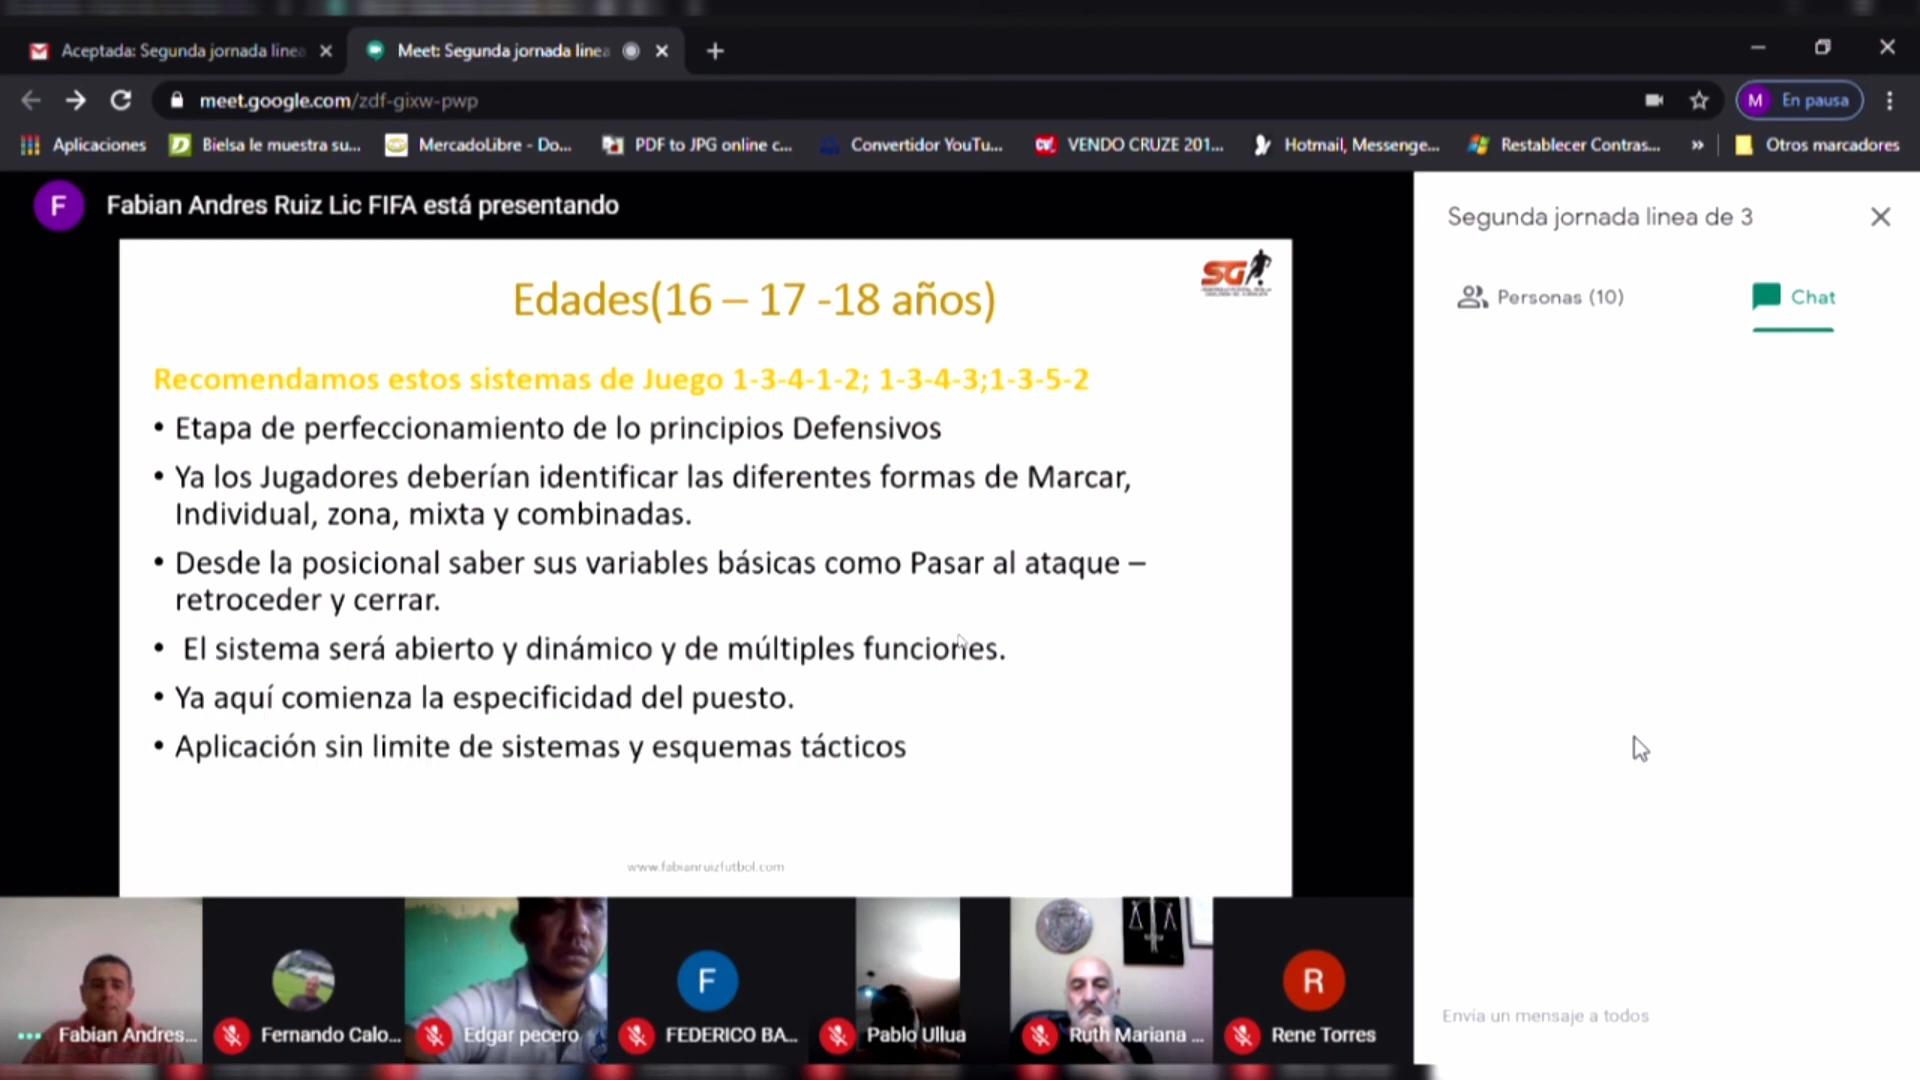 Aceptada: Segunda jornada linea
Meet: Segunda jornada linea
meet.google.com/zdf-gixw-pwp
M
En pausa
Aplicaciones
Bielsa le muestra su...
MercadoLibre - Do...
PDF to JPG online c...
Convertidor YouTu...
VENDO CRUZE 201...
Hotmail, Messenge...
Restablecer Contras...
»
Otros marcadores
F
Fabian Andres Ruiz Lic FIFA está presentando
Segunda jornada linea de 3
Personas (10)
Chat
SG
Edades(16 – 17 -18 años)
Recomendamos estos sistemas de Juego 1-3-4-1-2; 1-3-4-3;1-3-5-2
• Etapa de perfeccionamiento de lo principios Defensivos
• Ya los Jugadores deberían identificar las diferentes formas de Marcar,
Individual, zona, mixta y combinadas.
• Desde la posicional saber sus variables básicas como Pasar al ataque –
retroceder y cerrar.
• El sistema será abierto y dinámico y de múltiples funciones.
• Ya aquí comienza la especificidad del puesto.
• Aplicación sin limite de sistemas y esquemas tácticos
www.fabianruizfutbol.com
Fabian Andres...
Fernando Calo...
Edgar pecero
F
FEDERICO BA...
Pablo Ullua
Ruth Mariana ...
R
Rene Torres
Envía un mensaje a todos